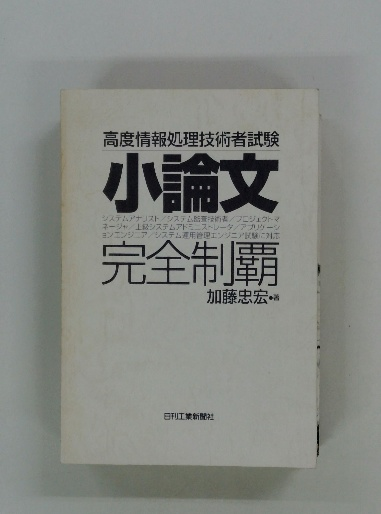 高度情報処理技術者試験
小論文
システムアナリスト／システム監査技術者／プロジェクトマ
ネージャ／上級システムアドミニストレータ／アプリケーシ
ョンエンジニア／システム運用管理エンジニア試験に対応
完全制覇
加藤忠宏●著
日刊工業新聞社